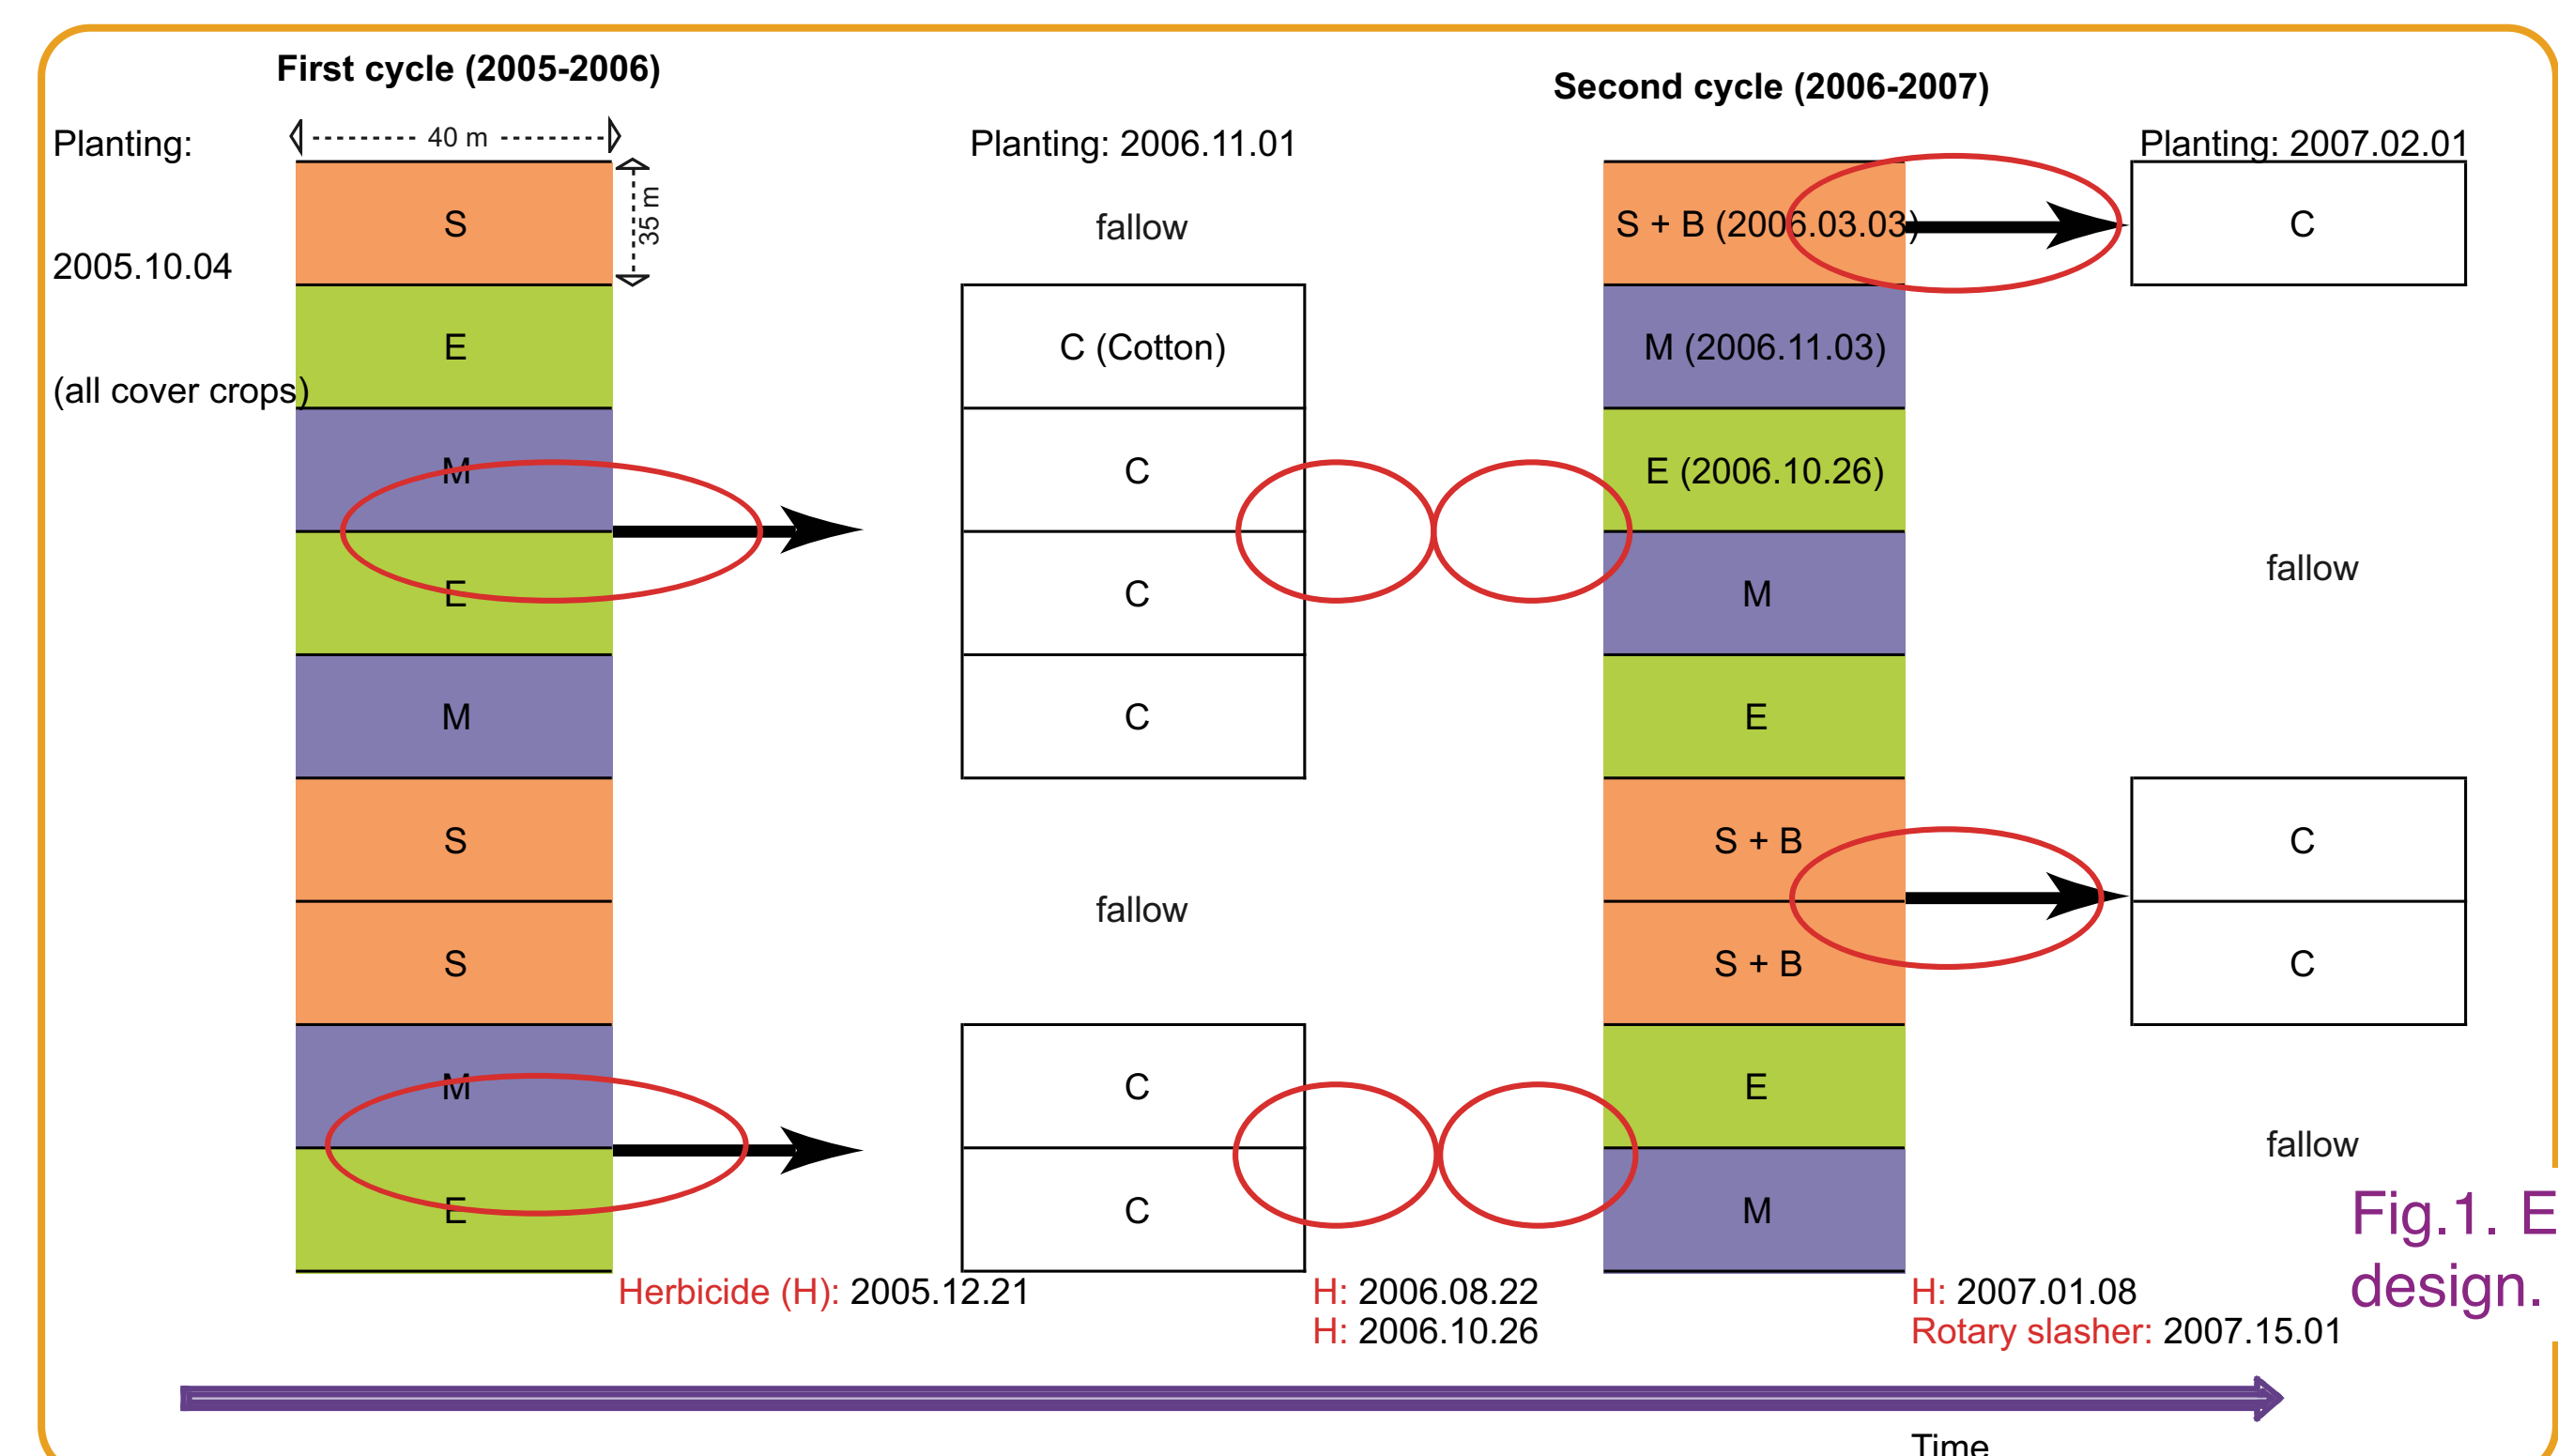 First cycle (2005-2006)
Second cycle (2006-2007)
Planting:
40 m
Planting: 2006.11.01
Planting: 2007.02.01
2005.10.04
(all cover crops)
35 m
S
E
M
E
M
S
S
M
E
fallow
C (Cotton)
C
C
C
fallow
C
C
S + B (2006.03.03)
M (2006.11.03)
E (2006.10.26)
M
E
S + B
S + B
E
M
C
fallow
C
C
fallow
Herbicide (H): 2005.12.21
H: 2006.08.22
H: 2006.10.26
H: 2007.01.08
Rotary slasher: 2007.15.01
Fig.1. E
design.
Time